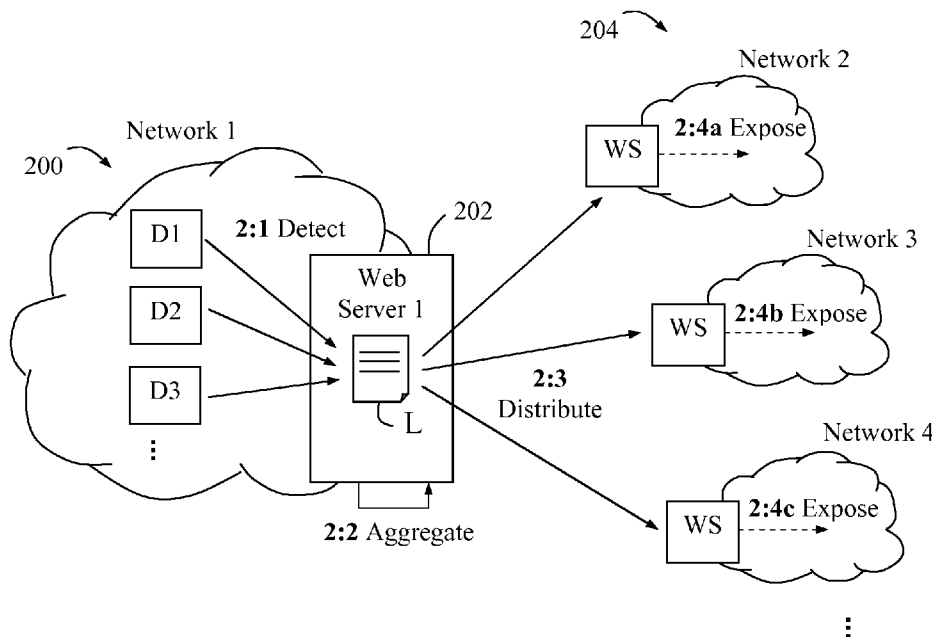 204
Network 2
2:4a Expose
WS
Network 1
200
D1
2:1 Detect
202
Web
Server 1
D2
D3
L
2:2 Aggregate
2:3
Distribute
Network 3
2:4b Expose
WS
Network 4
2:4c Expose
WS